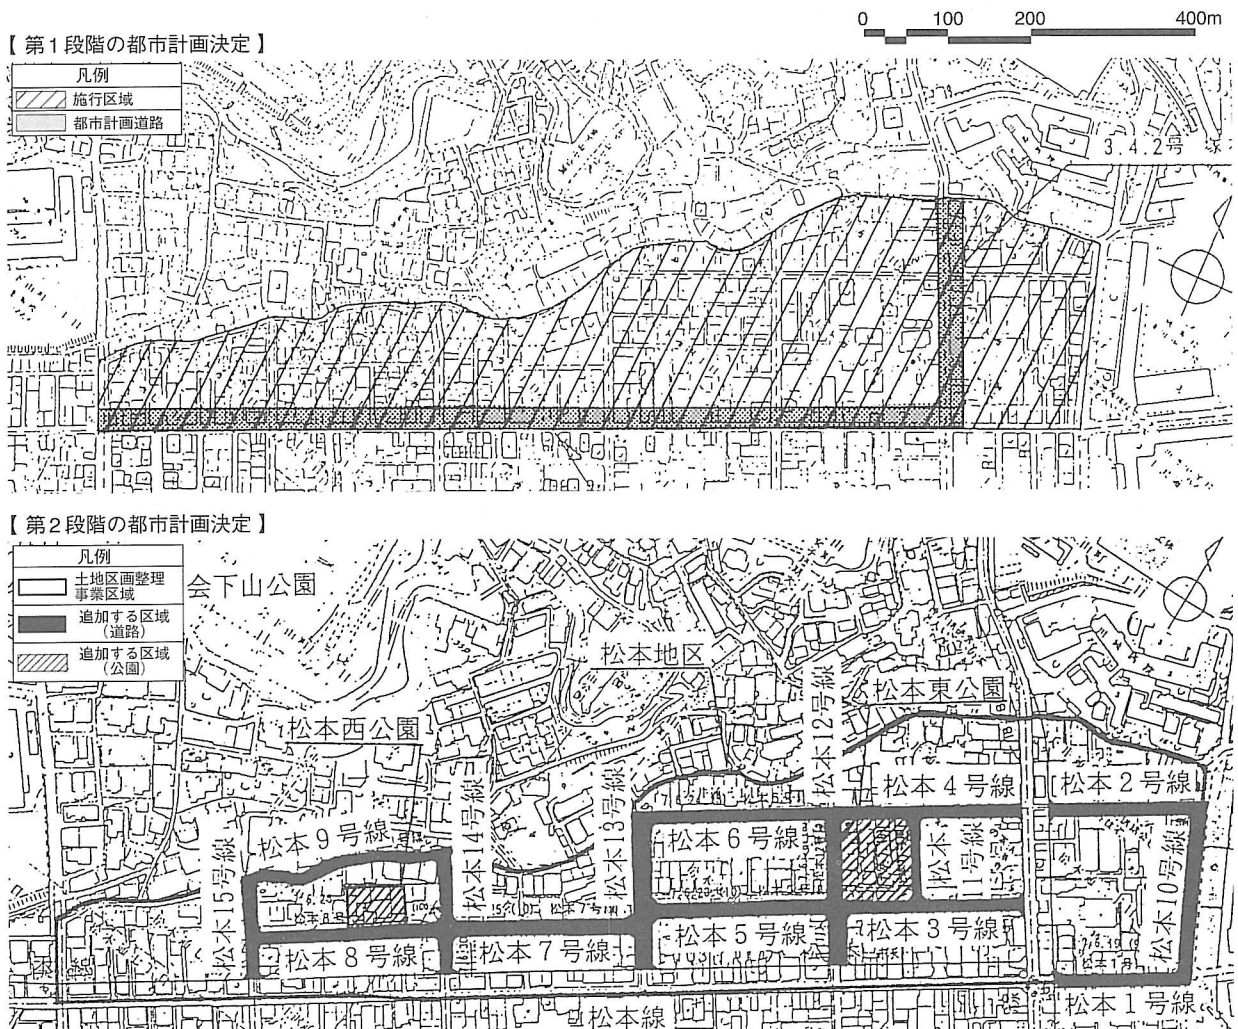 0 100 200 400m
【 第1段階の都市計画決定 】
凡例
施行区域
都市計画道路
3.4.2号
【 第2段階の都市計画決定 】
凡例
土地区画整理
事業区域
追加する区域
(道路)
追加する区域
(公園)
会下山公園
松本地区
松本東公園
松本西公園
松本12号線
松本13号線
松本14号線
松本15号線
松本4号線
松本2号線
松本9号線
松本6号線
松本
11号線
松本10号線
松本8号線
松本7号線
松本5号線
松本3号線
松本1号線
松本線